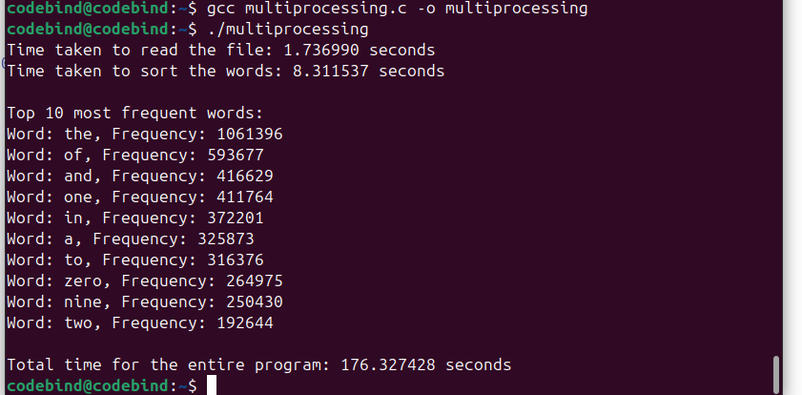 codebind@codebind:~$ gcc multiprocessing.c -o multiprocessing
codebind@codebind:~$ ./multiprocessing
Time taken to read the file: 1.736990 seconds
Time taken to sort the words: 8.311537 seconds
Top 10 most frequent words:
Word: the, Frequency: 1061396
Word: of, Frequency: 593677
Word: and, Frequency: 416629
Word: one, Frequency: 411764
Word: in, Frequency: 372201
Word: a, Frequency: 325873
Word: to, Frequency: 316376
Word: zero, Frequency: 264975
Word: nine, Frequency: 250430
Word: two, Frequency: 192644
Total time for the entire program: 176.327428 seconds
codebind@codebind:~$